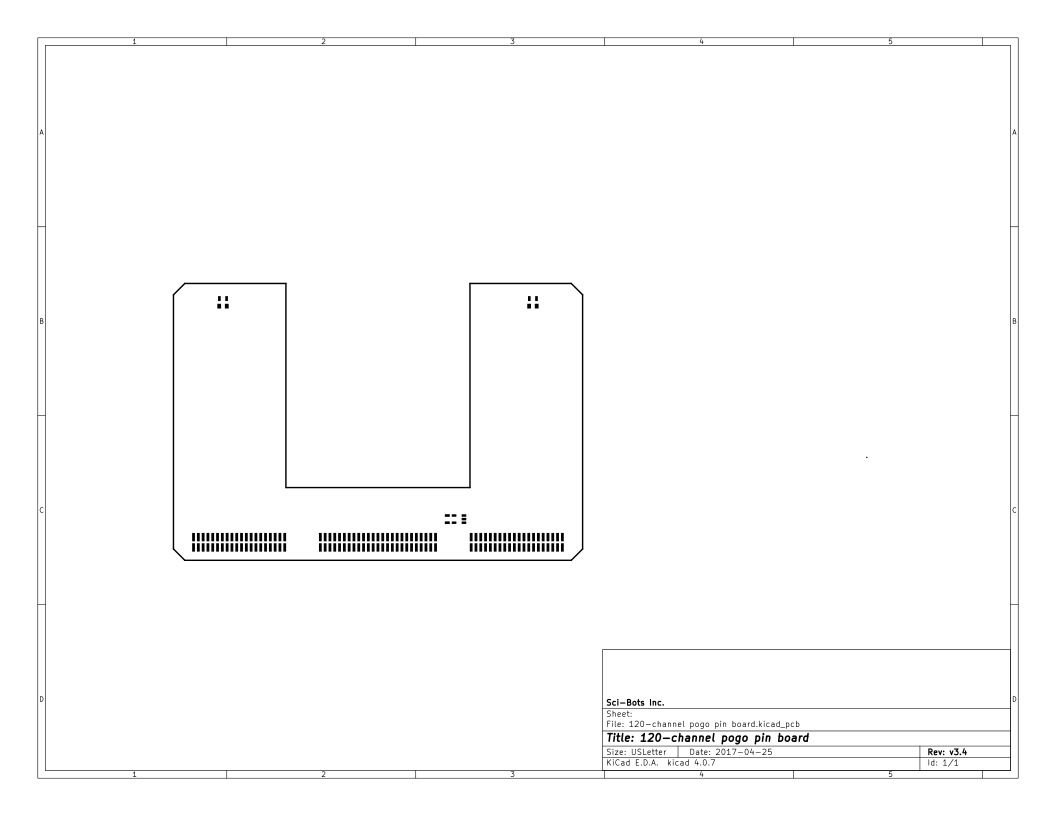 1 2 3 4 5
A A
B B
C C
D D
Sci-Bots Inc.
Sheet:
File: 120-channel pogo pin board.kicad_pcb
Title: 120-channel pogo pin board
Size: USLetter Date: 2017-04-25 Rev: v3.4
KiCad E.D.A. kicad 4.0.7 Id: 1/1
1 2 3 4 5